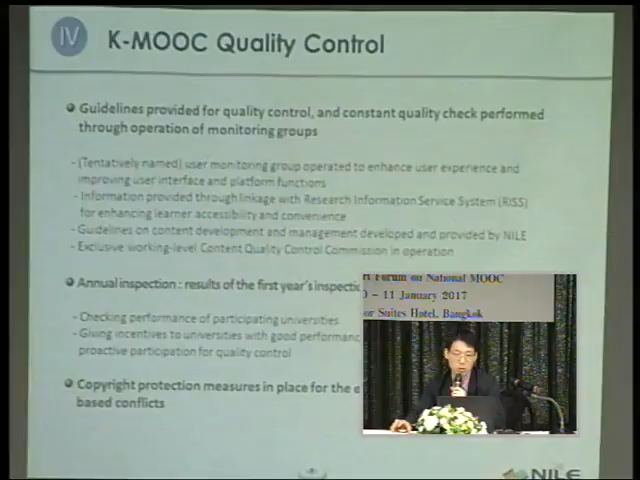 IV
K-MOOC Quality Control
Guidelines provided for quality control, and constant quality check performed
through operation of monitoring groups
- (Tentatively named) user monitoring group operated to enhance user experience and
improving user interface and platform functions
- Information provided through linkage with Research Information Service System (RISS)
for enhancing learner accessibility and convenience
- Guidelines on content development and management developed and provided by NILE
- Exclusive working-level Content Quality Control Commission in operation
Annual inspection : results of the first year's inspectio
- Checking performance of participating universities
- Giving incentives to universities with good performanc
proactive participation for quality control
Copyright protection measures in place for the e
based conflicts
Forum on National MOOC
– 11 January 2017
Suites Hotel, Bangkok
NILE